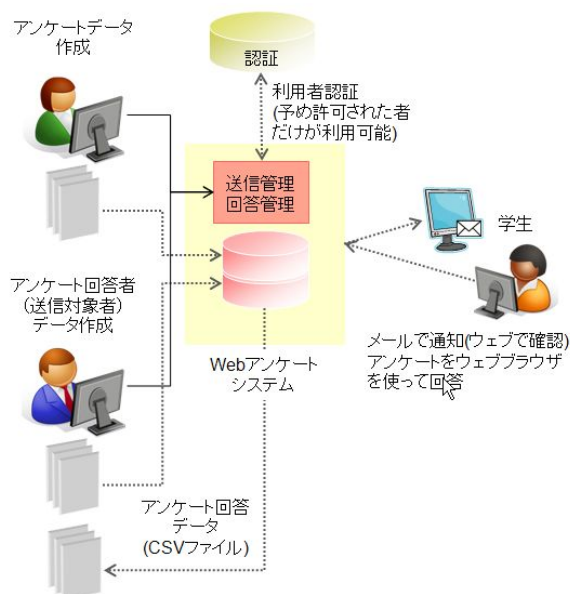 アンケートデータ
作成
認証
利用者認証
(予め許可された者
だけが利用可能)
送信管理
回答管理
学生
アンケート回答者
(送信対象者)
データ作成
メールで通知(ウェブで確認)
アンケートをウェブブラウザ
を使って回答
Webアンケート
システム
アンケート回答
データ
(CSVファイル)